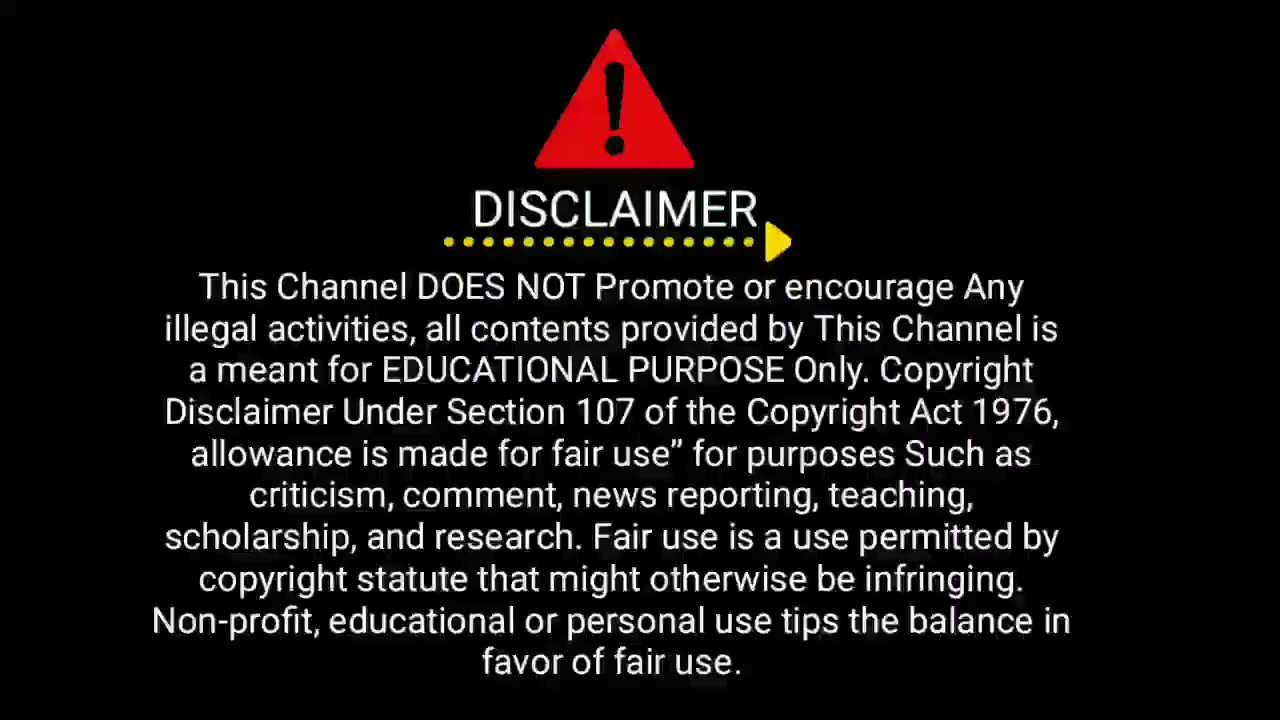 DISCLAIMER
This Channel DOES NOT Promote or encourage Any
illegal activities, all contents provided by This Channel is
a meant for EDUCATIONAL PURPOSE Only. Copyright
Disclaimer Under Section 107 of the Copyright Act 1976,
allowance is made for fair use” for purposes Such as
criticism, comment, news reporting, teaching,
scholarship, and research. Fair use is a use permitted by
copyright statute that might otherwise be infringing.
Non-profit, educational or personal use tips the balance in
favor of fair use.